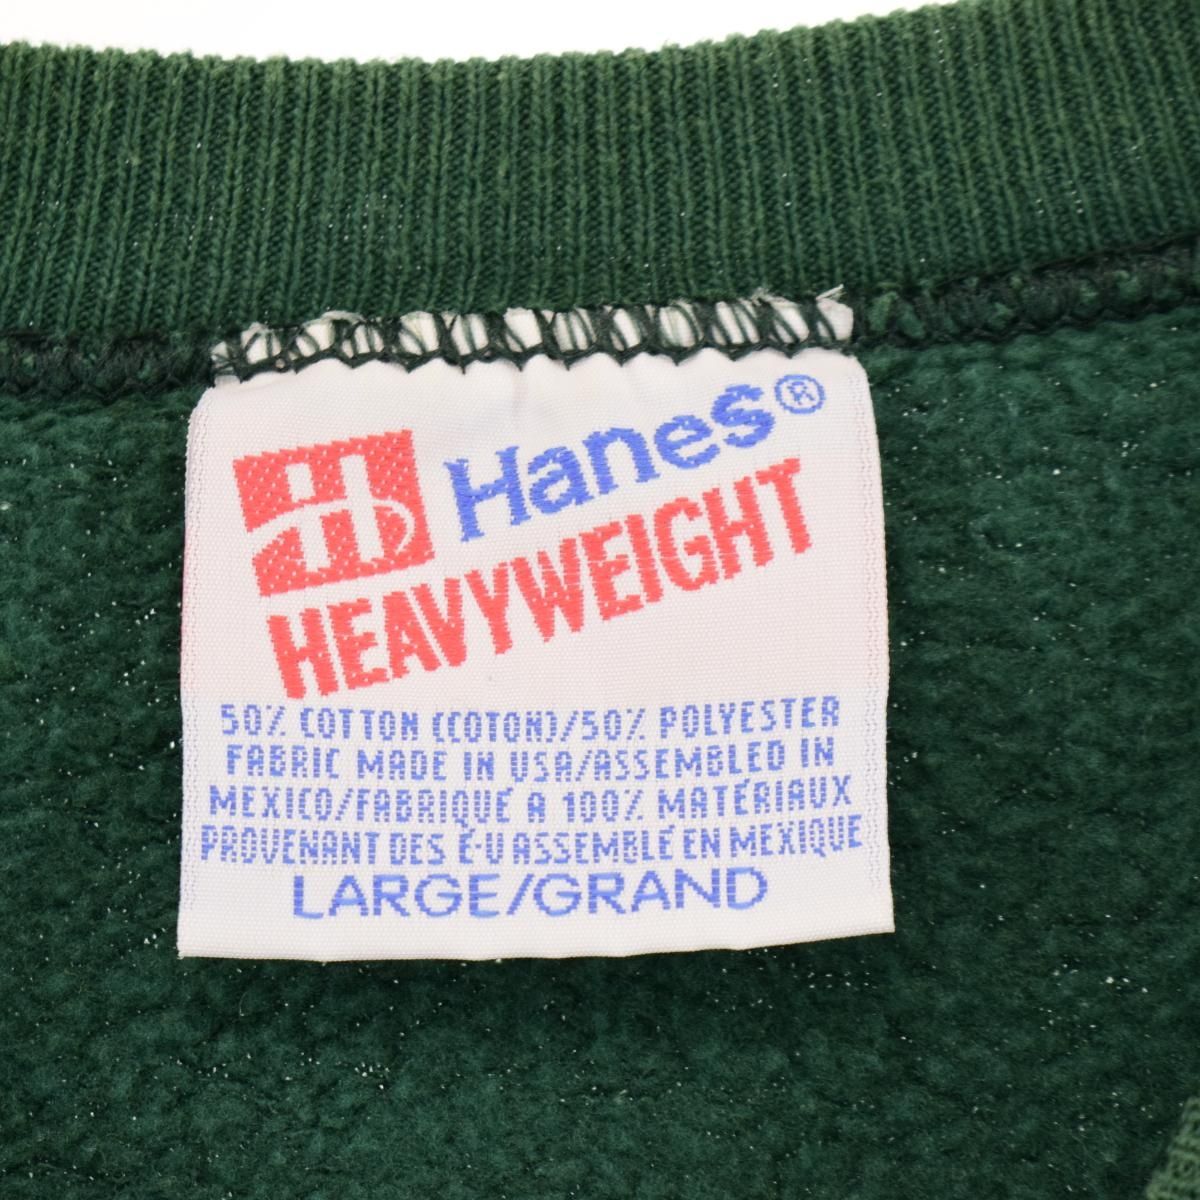 Hanes®
HEAVYWEIGHT
50% COTTON (COTON)/50% POLYESTER
FABRIC MADE IN USA/ASSEMBLED IN
MEXICO/FABRIQUÉ A 100% MATÉRIAUX
PROVENANT DES É-U ASSEMBLÉ EN MEXIQUE
LARGE/GRAND